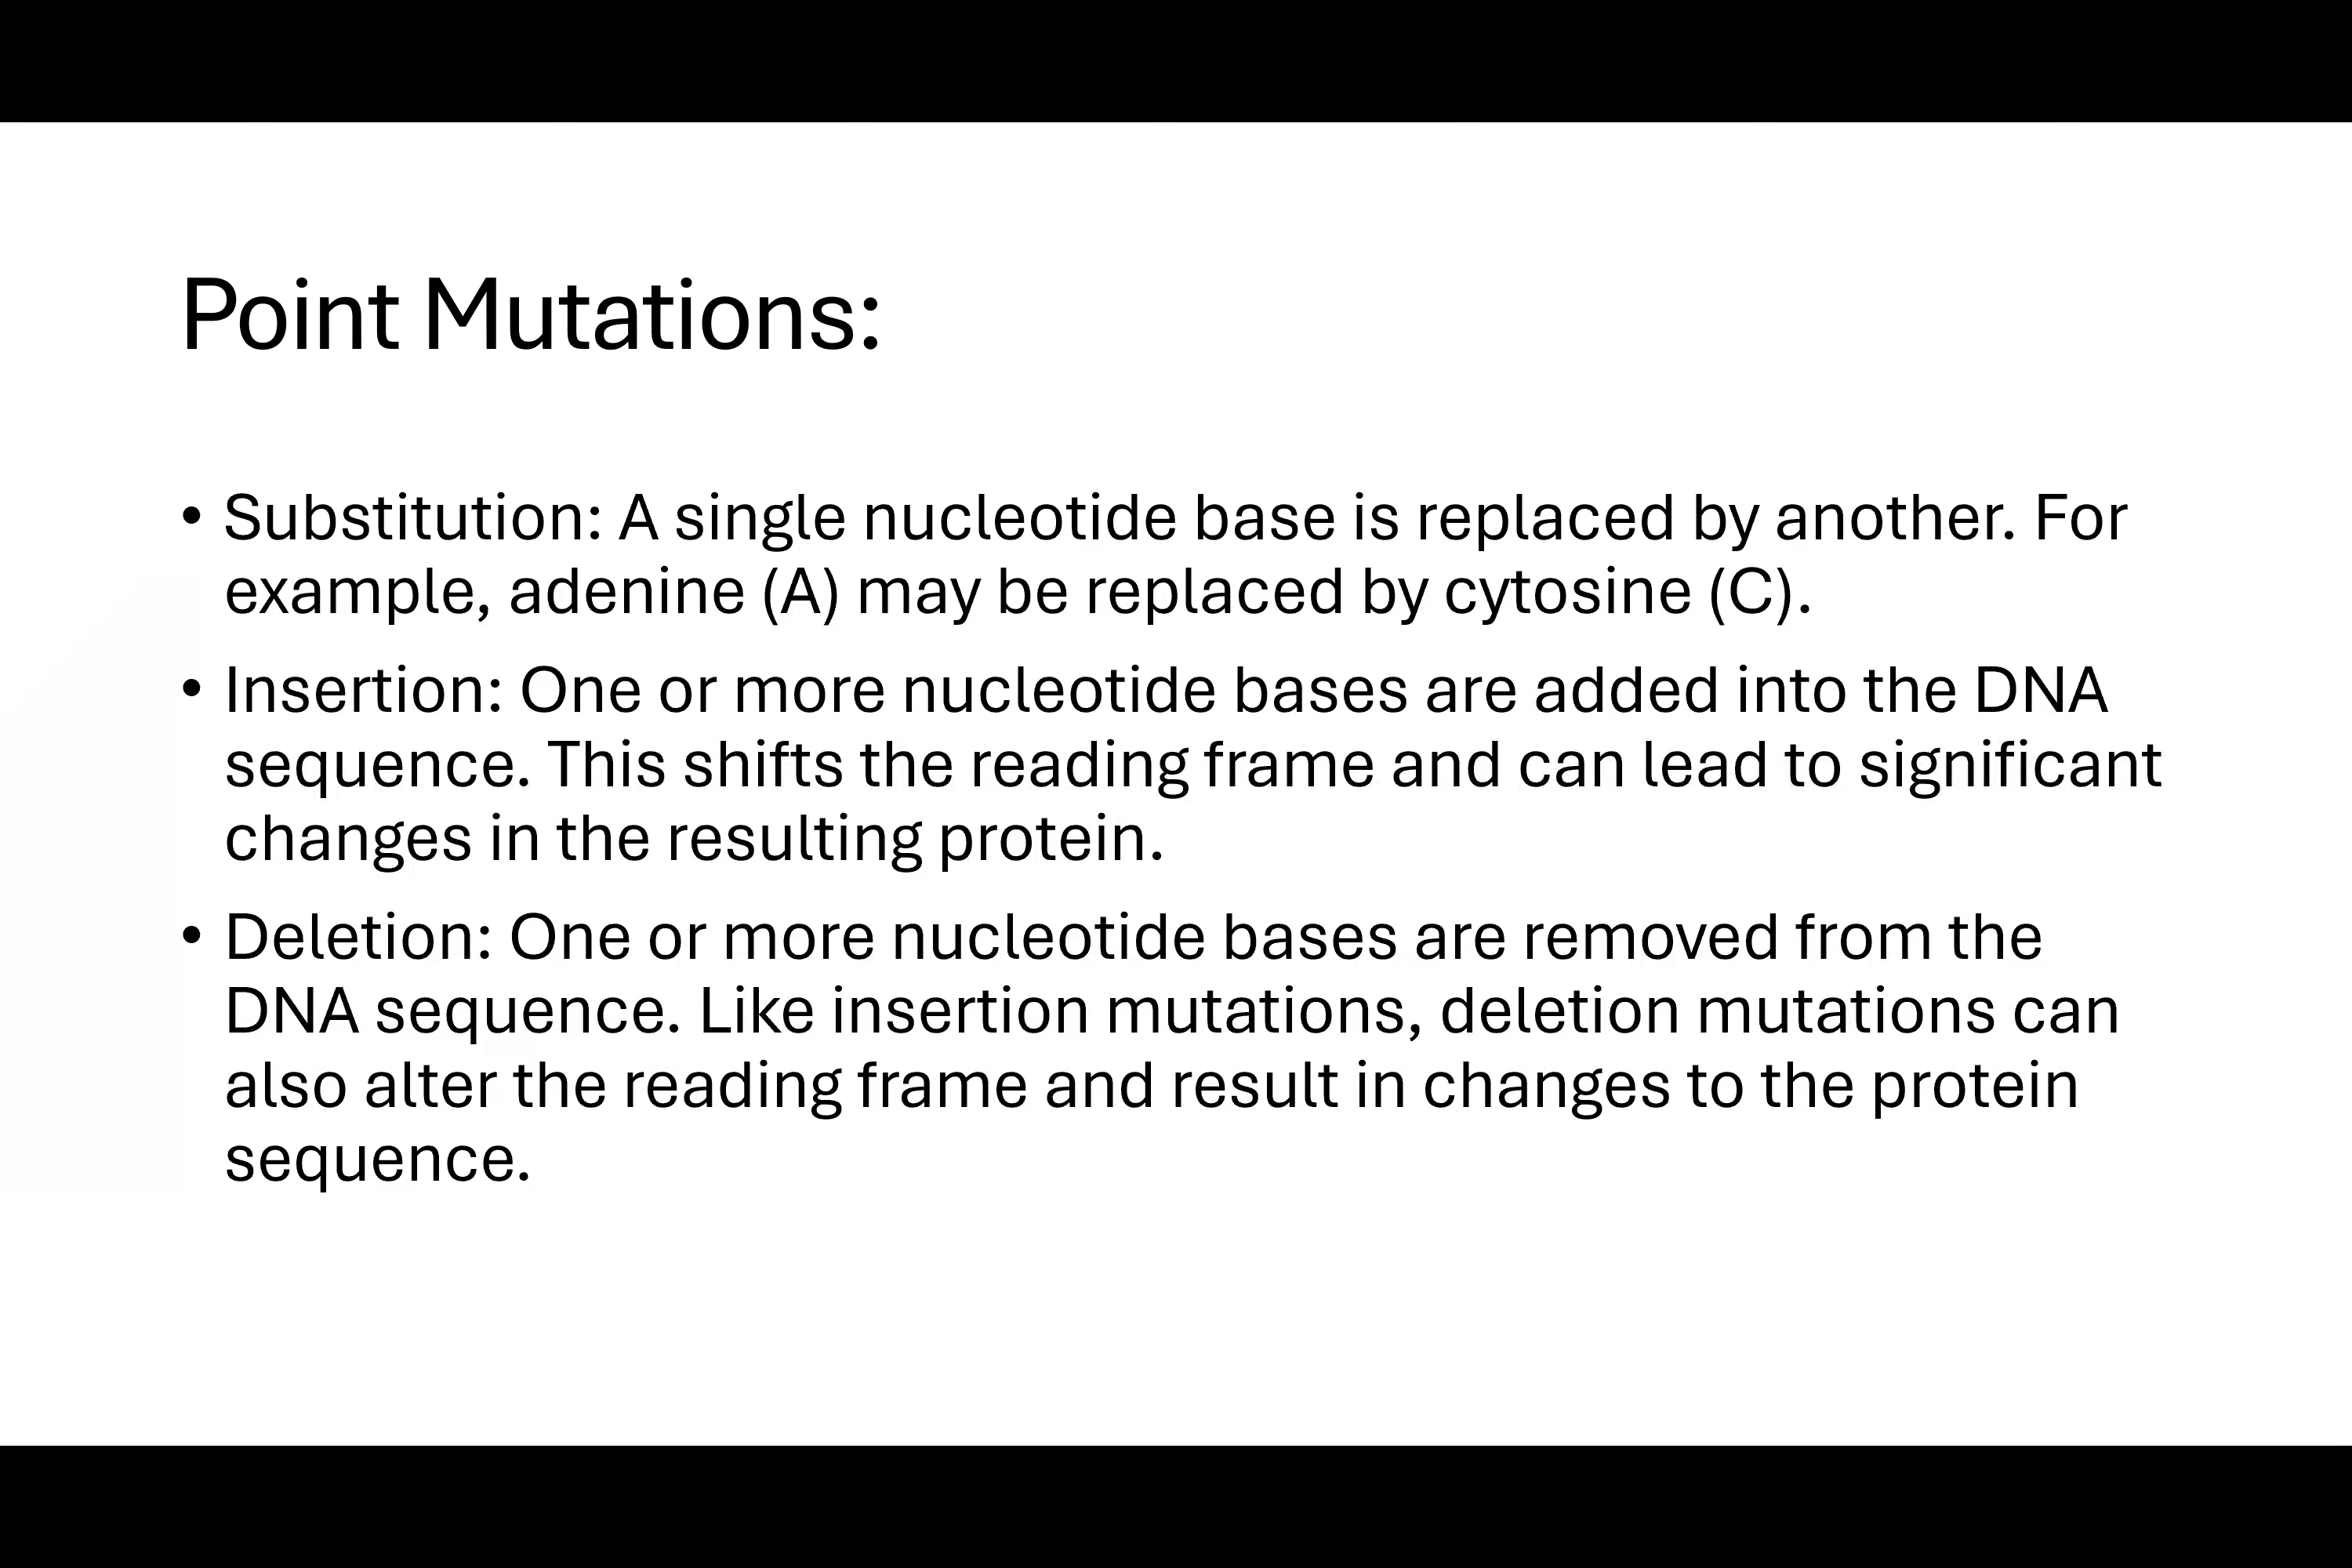 Point Mutations:
• Substitution: A single nucleotide base is replaced by another. For
example, adenine (A) may be replaced by cytosine (C).
• Insertion: One or more nucleotide bases are added into the DNA
sequence. This shifts the reading frame and can lead to significant
changes in the resulting protein.
• Deletion: One or more nucleotide bases are removed from the
DNA sequence. Like insertion mutations, deletion mutations can
also alter the reading frame and result in changes to the protein
sequence.